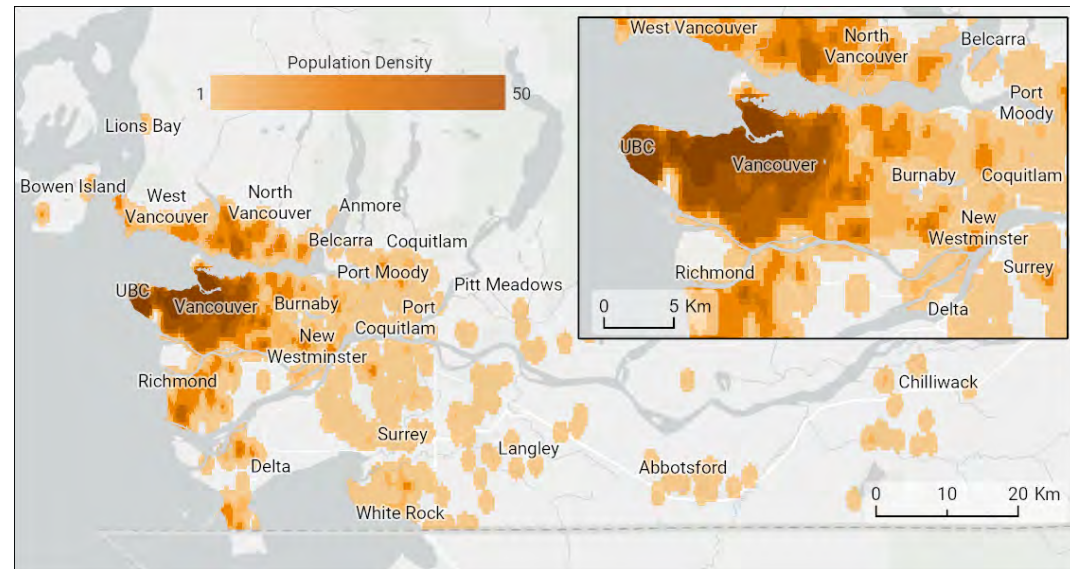 Population Density
1
50
Lions Bay
Bowen Island
West
Vancouver
North
Vancouver
Anmore
Belcarra
Coquitlam
Port Moody
Pitt Meadows
UBC
Vancouver
Burnaby
Port
Coquitlam
New
Westminster
Richmond
Surrey
Delta
Langley
White Rock
Abbotsford
Chilliwack
0
10
20 Km
West Vancouver
North
Vancouver
Belcarra
Port
Moody
UBC
Vancouver
Burnaby
Coquitlam
New
Westminster
Richmond
Surrey
Delta
0
5 Km